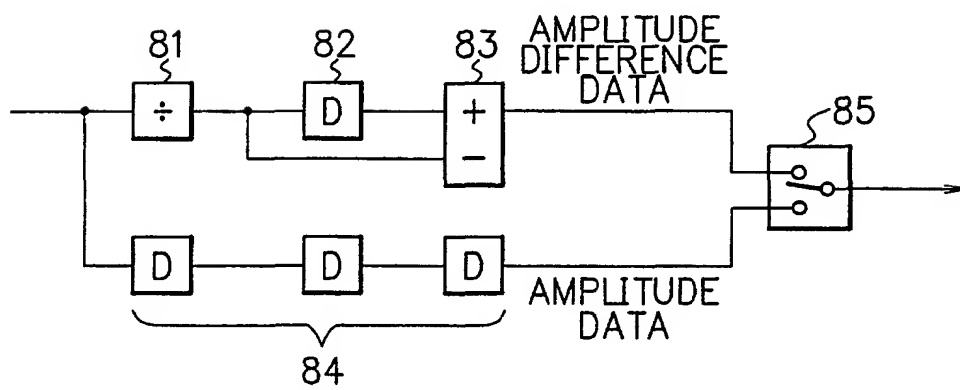 81
82
83
AMPLITUDE
DIFFERENCE
DATA
85
÷
D
+
−
D
D
D
AMPLITUDE
DATA
84